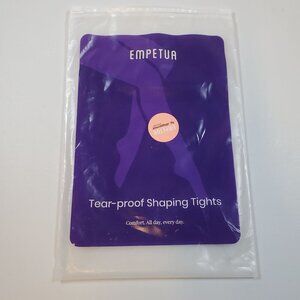 EMPETUA
Tear-proof Shaping Tights
Comfort. All day, every day.